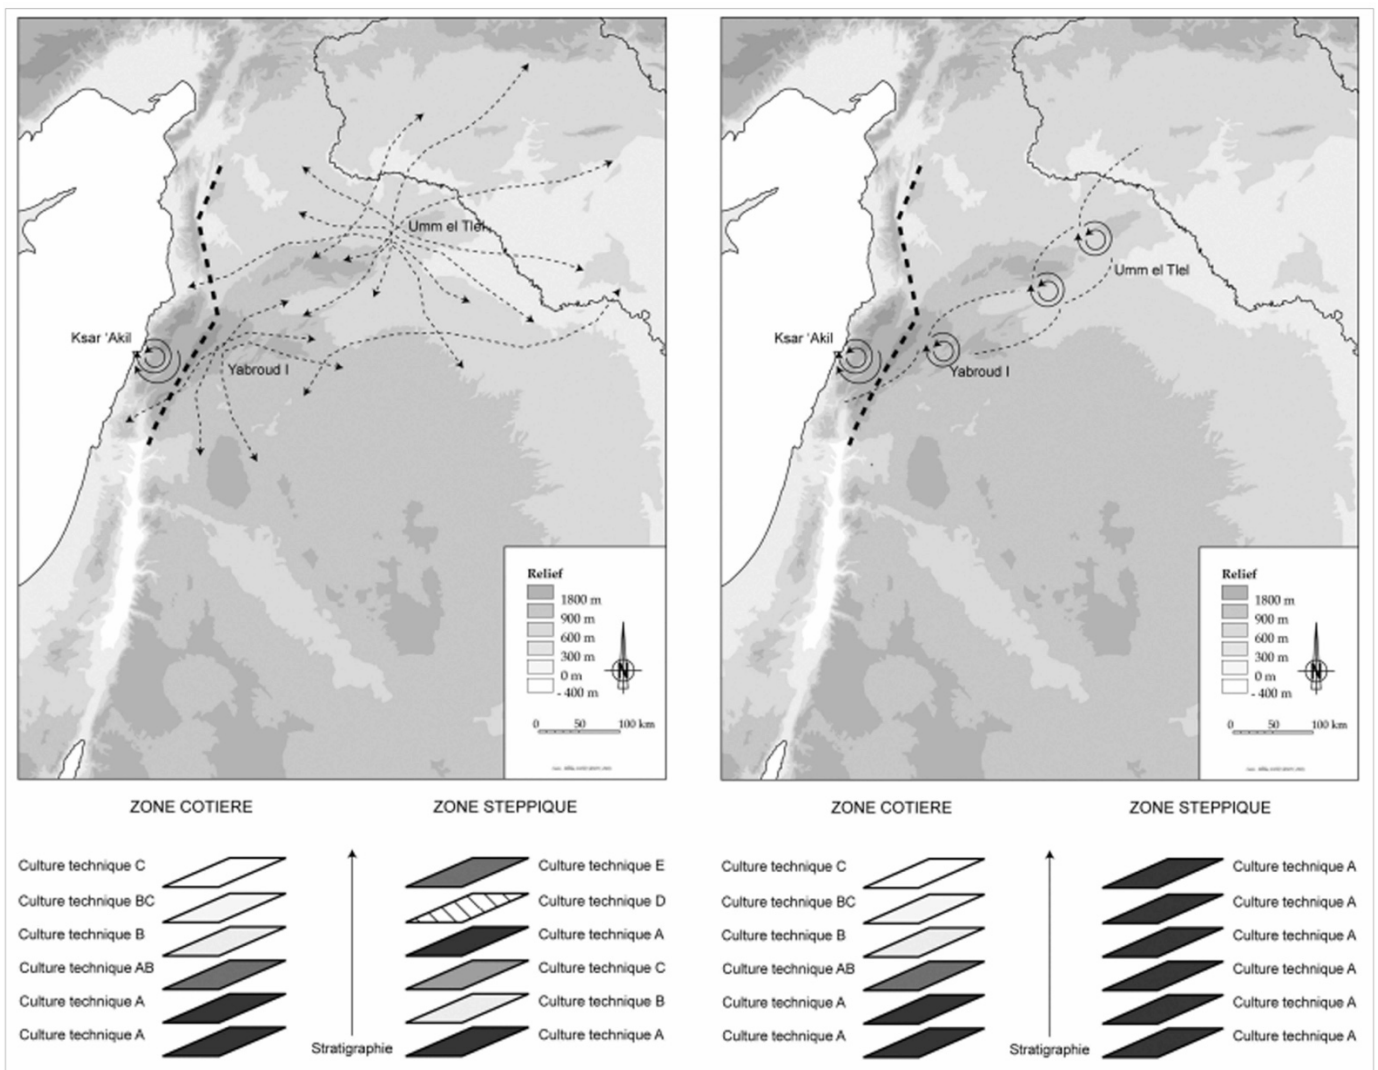 Umm el Tlel
Ksar ‘Akil
Yabroud I
Relief
1800 m
900 m
600 m
300 m
0 m
- 400 m
N
0 50 100 km
Umm el Tlel
Ksar ‘Akil
Yabroud I
Relief
1800 m
900 m
600 m
300 m
0 m
- 400 m
N
0 50 100 km
ZONE COTIERE ZONE STEPPIQUE
Culture technique C Culture technique E
Culture technique BC Culture technique D
Culture technique B Culture technique A
Culture technique AB Culture technique C
Culture technique A Culture technique B
Culture technique A Culture technique A
Stratigraphie
ZONE COTIERE ZONE STEPPIQUE
Culture technique C Culture technique A
Culture technique BC Culture technique A
Culture technique B Culture technique A
Culture technique AB Culture technique A
Culture technique A Culture technique A
Culture technique A Culture technique A
Stratigraphie